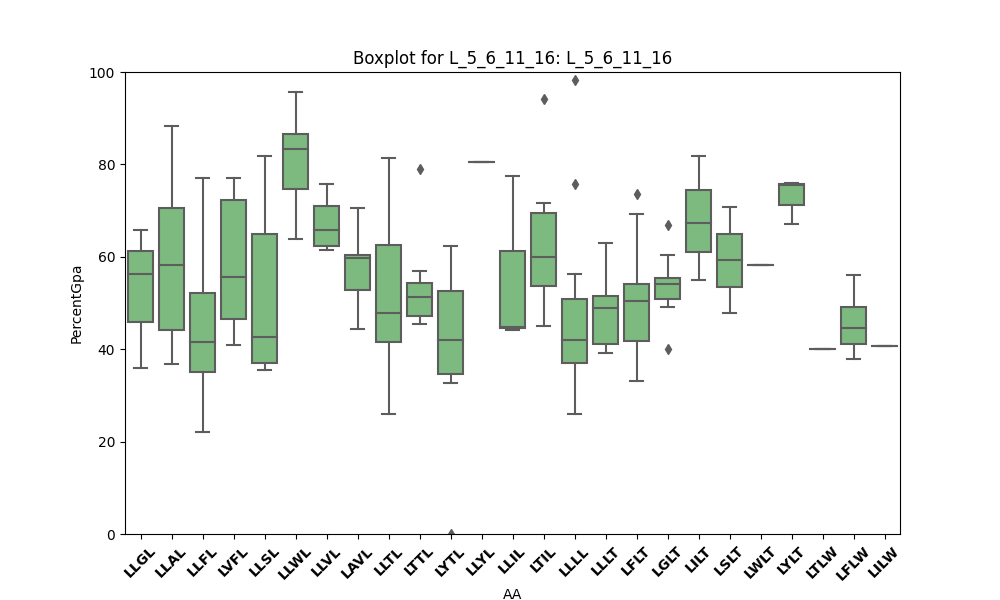 Boxplot for L_5_6_11_16: L_5_6_11_16
100
80
60
40
20
0
PercentGpa
LLGL LLAL LLFL LVFL LLSL LLWL LLVL LAVL LLTL LTTL LYTL LLYL LLIL LTIL LLLL LLLT LFLT LGLT LILT LSLT LWLT LYLT LTLW LFLW LILW
AA